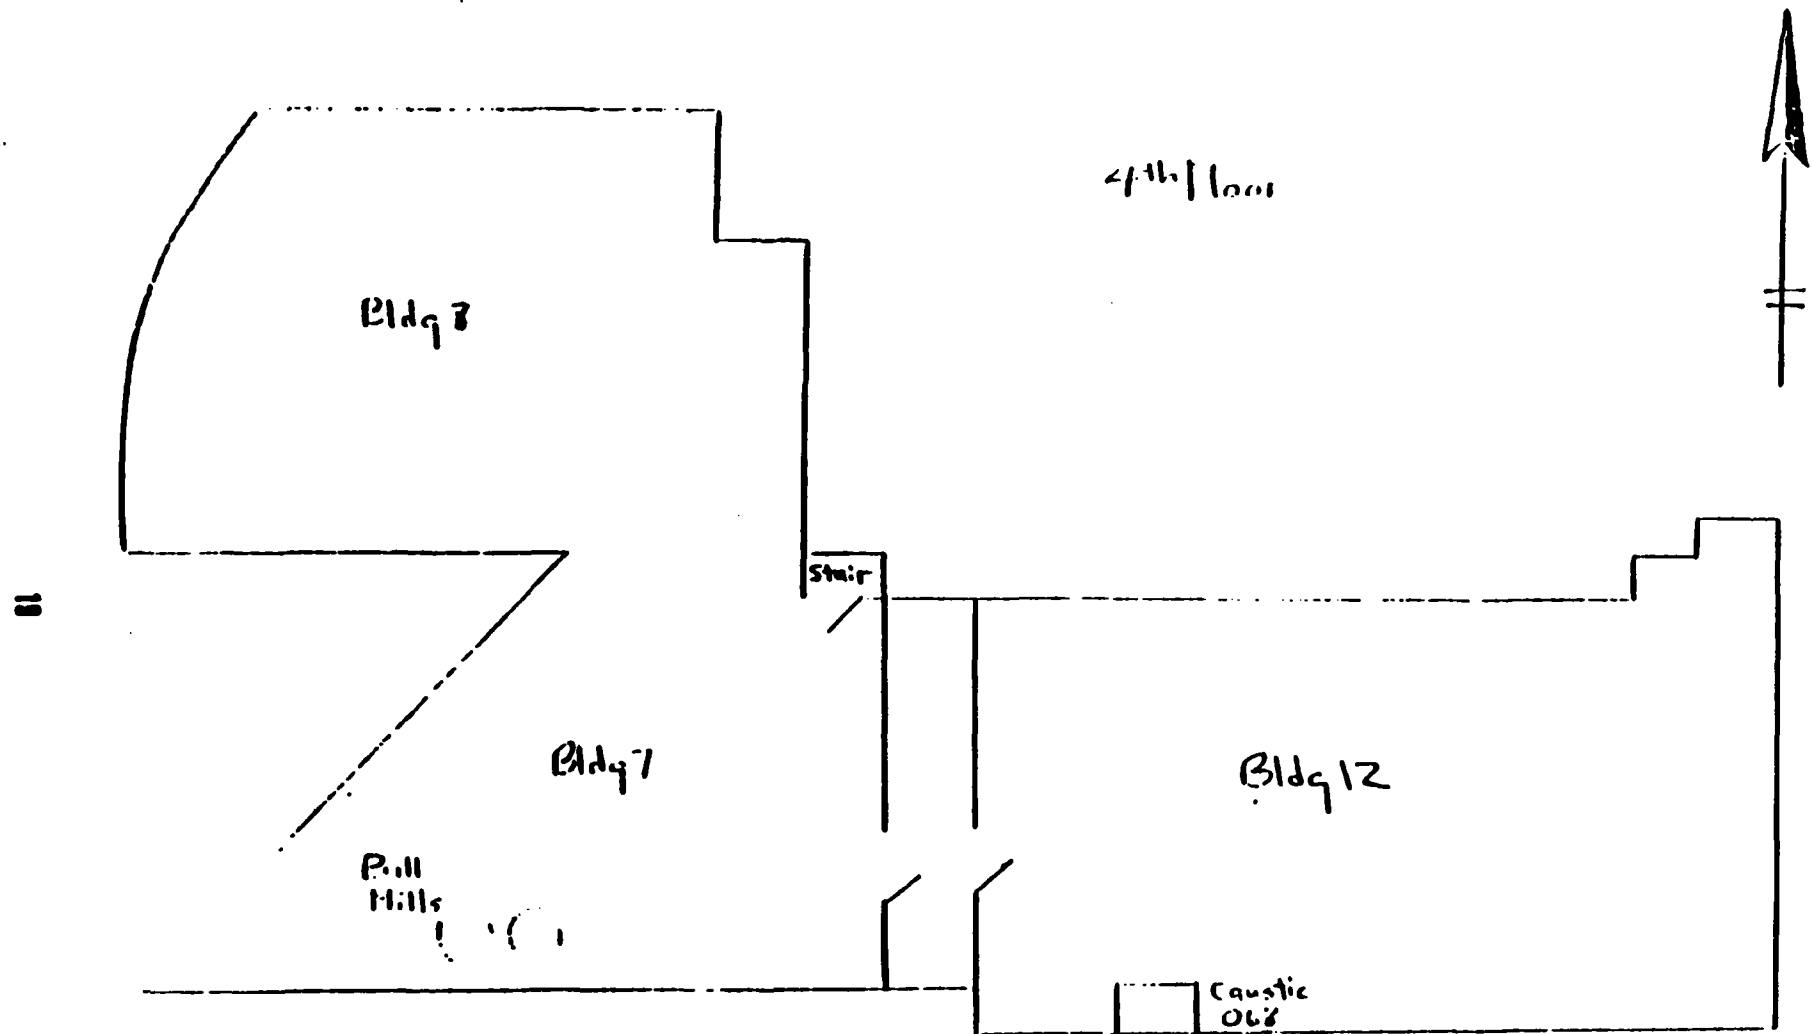 4th floor
Bldg 8
Stair
Bldg 7
Bldg 12
Ball
Mills
Caustic